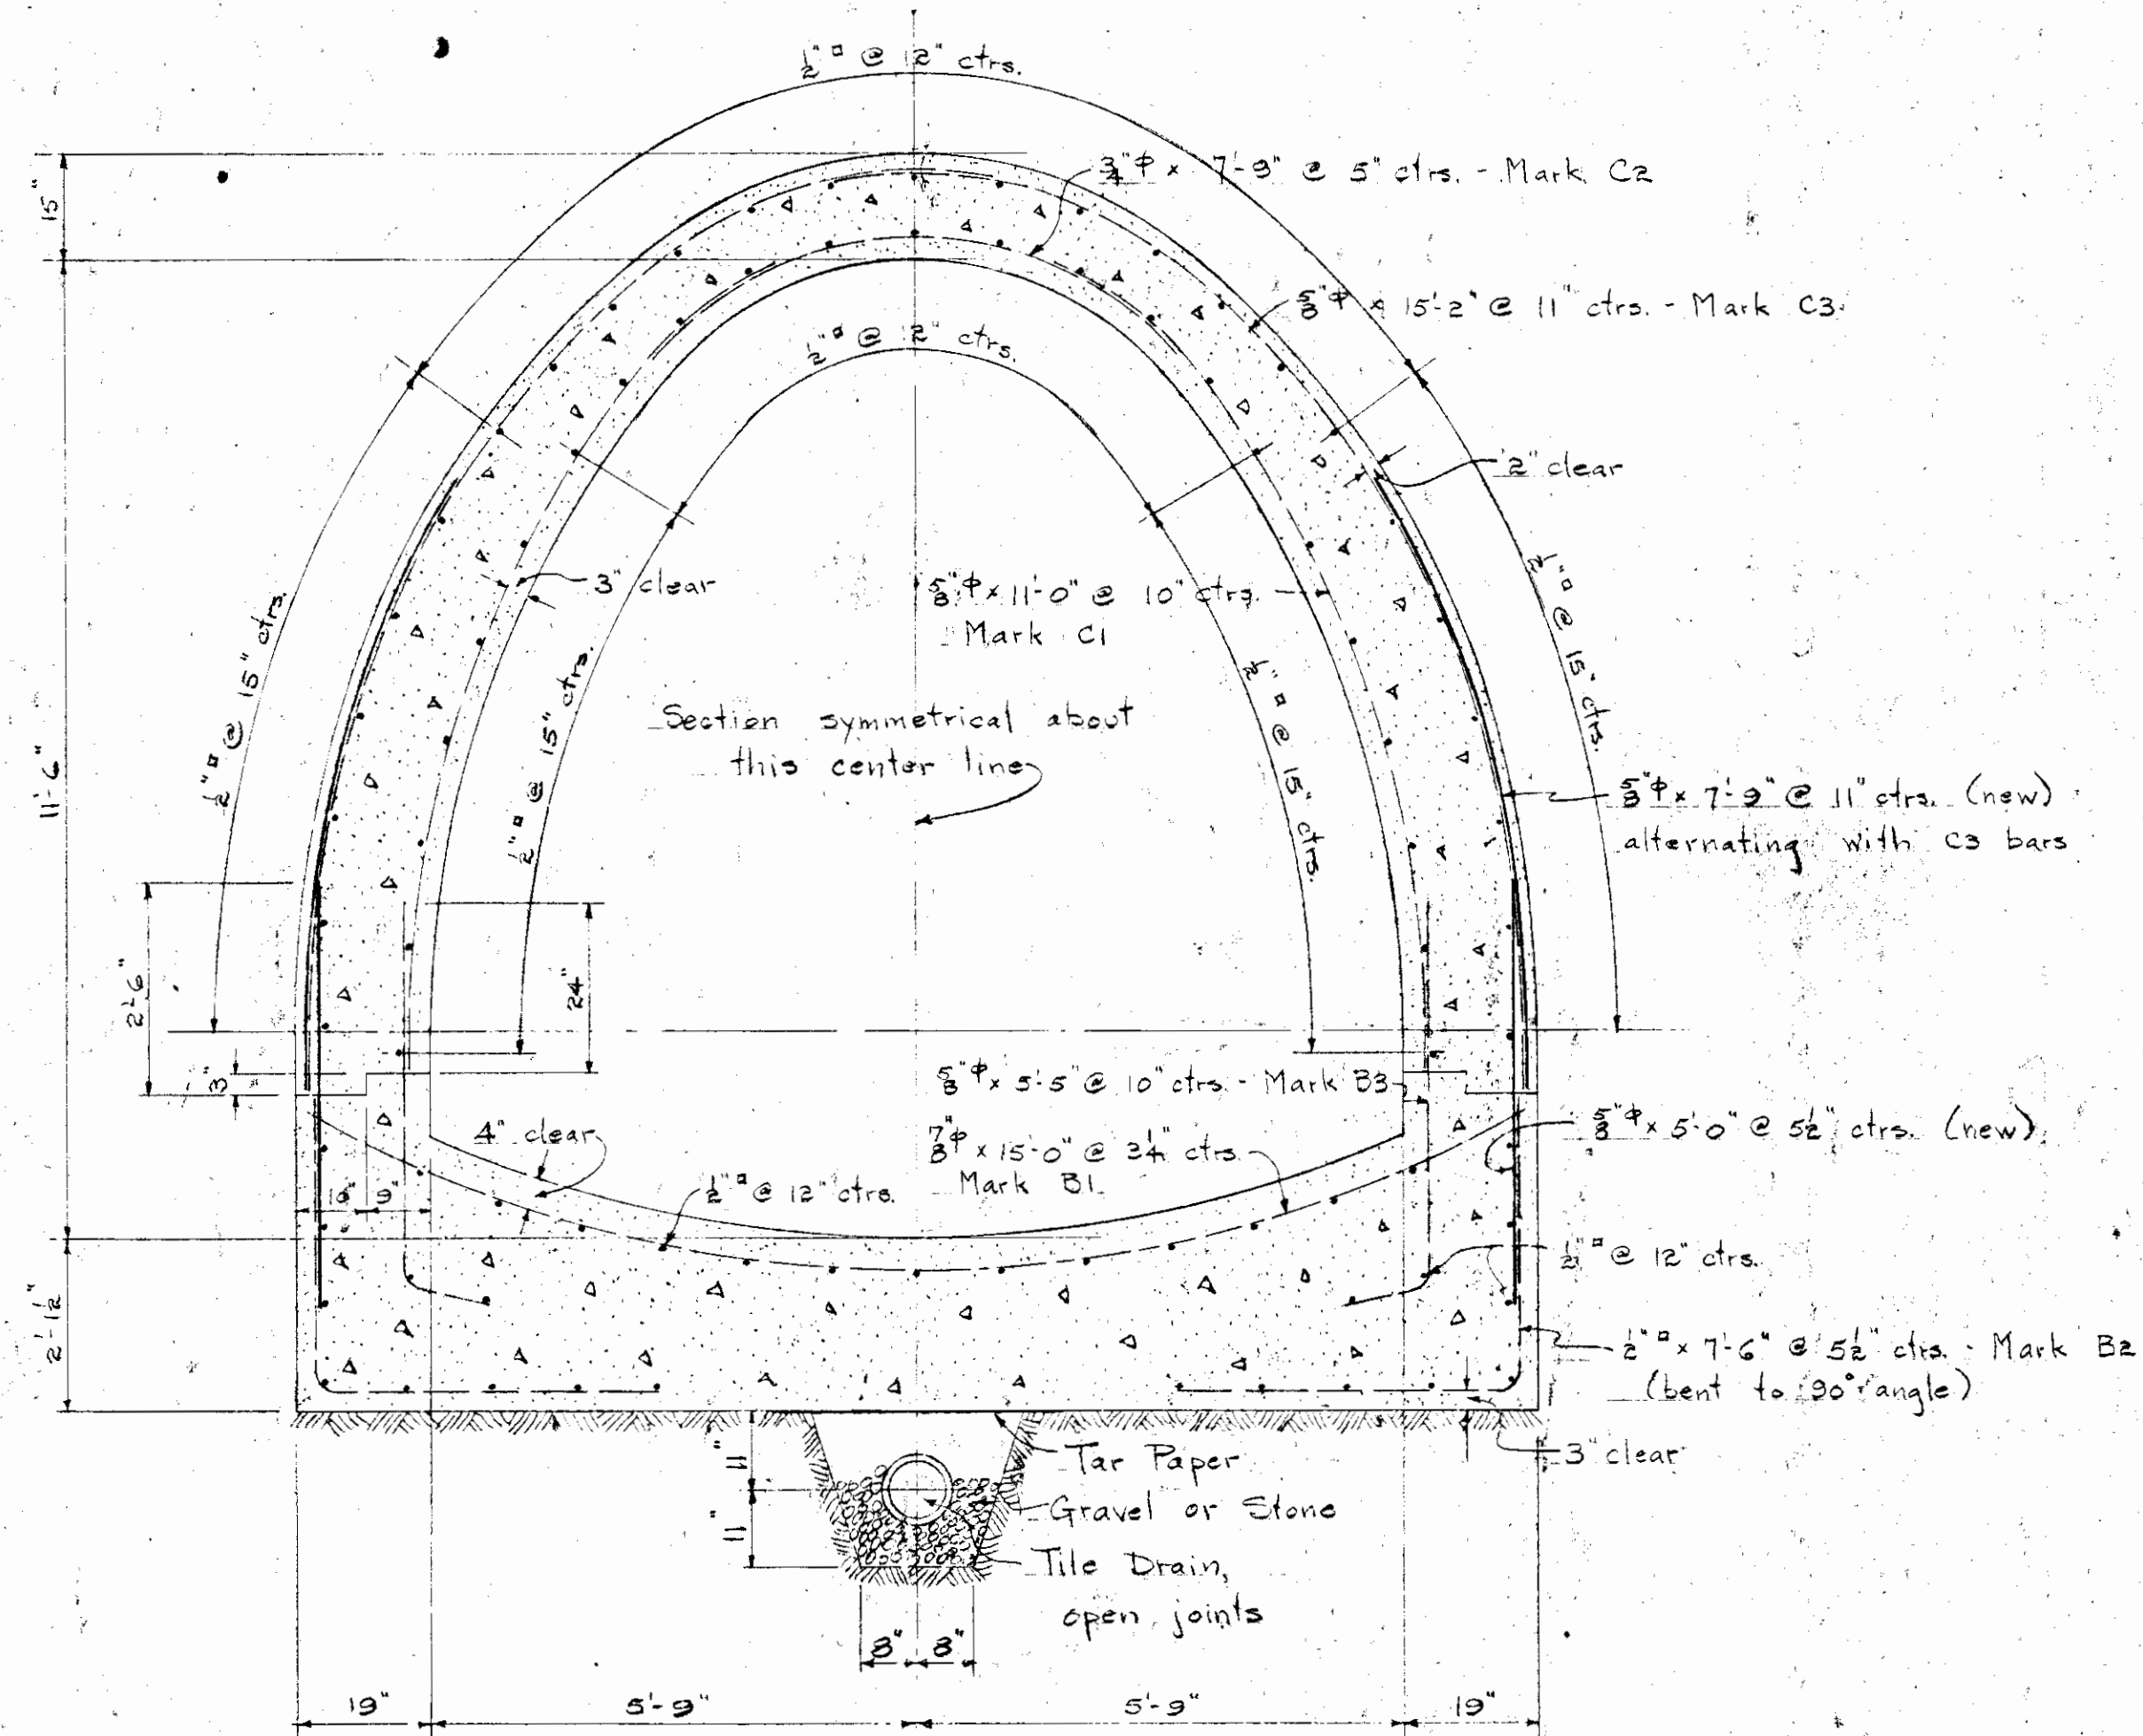 ½"⌑ @ 12" ctrs.
¾"φ x 7'-9" @ 5" ctrs. - Mark C2
15"
⅝"φ x 15'-2" @ 11" ctrs. - Mark C3
½"⌑ @ 12" ctrs.
2" clear
3" clear
⅝"φ x 11'-0" @ 10" ctrs.
Mark C1
½"⌑ @ 15" ctrs.
½"⌑ @ 15" ctrs.
½"⌑ @ 15" ctrs.
½"⌑ @ 15" ctrs.
Section symmetrical about
this center line
11'-6"
⅝"φ x 7'-9" @ 11" ctrs. (new)
alternating with C3 bars
2'-6"
24"
3"
⅝"φ x 5'-5" @ 10" ctrs. - Mark B3
⅝"φ x 5'-0" @ 5½" ctrs. (new)
4" clear
⅞"φ x 15'-0" @ 3¼" ctrs.
Mark B1
10" 9"
½"⌑ @ 12" ctrs.
½"⌑ @ 12" ctrs.
2'-1½"
½"⌑ x 7'-6" @ 5½" ctrs. - Mark B2
(bent to 90° angle)
3" clear
11"
Tar Paper
Gravel or Stone
11"
Tile Drain,
open joints
8" 8"
19" 5'-9" 5'-9" 19"